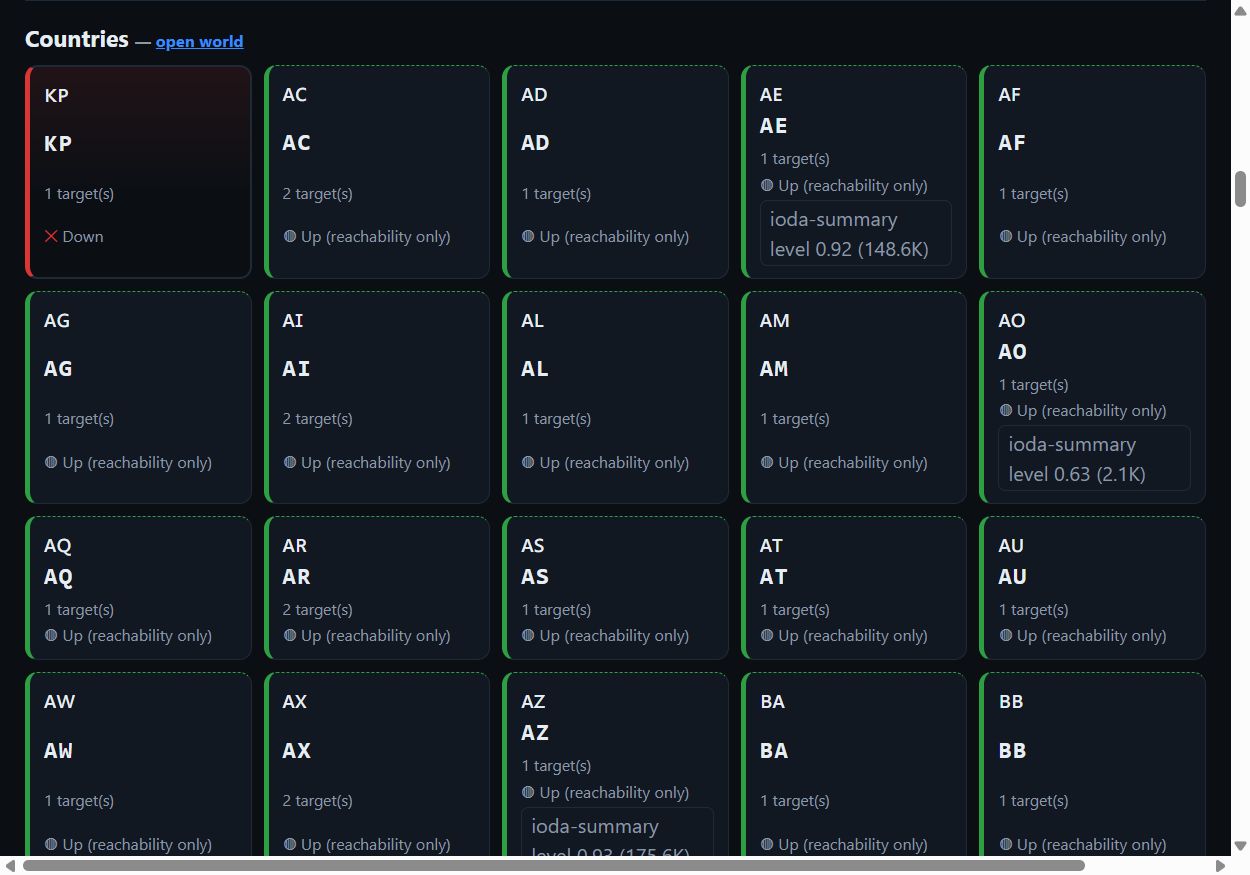 Countries — open world
KP
KP
1 target(s)
Down
AC
AC
2 target(s)
Up (reachability only)
AD
AD
1 target(s)
Up (reachability only)
AE
AE
1 target(s)
Up (reachability only)
ioda-summary
level 0.92 (148.6K)
AF
AF
1 target(s)
Up (reachability only)
AG
AG
1 target(s)
Up (reachability only)
AI
AI
2 target(s)
Up (reachability only)
AL
AL
1 target(s)
Up (reachability only)
AM
AM
1 target(s)
Up (reachability only)
AO
AO
1 target(s)
Up (reachability only)
ioda-summary
level 0.63 (2.1K)
AQ
AQ
1 target(s)
Up (reachability only)
AR
AR
2 target(s)
Up (reachability only)
AS
AS
1 target(s)
Up (reachability only)
AT
AT
1 target(s)
Up (reachability only)
AU
AU
1 target(s)
Up (reachability only)
AW
AW
1 target(s)
Up (reachability only)
AX
AX
2 target(s)
Up (reachability only)
AZ
AZ
1 target(s)
Up (reachability only)
ioda-summary
level 0.93 (175.6K)
BA
BA
1 target(s)
Up (reachability only)
BB
BB
1 target(s)
Up (reachability only)